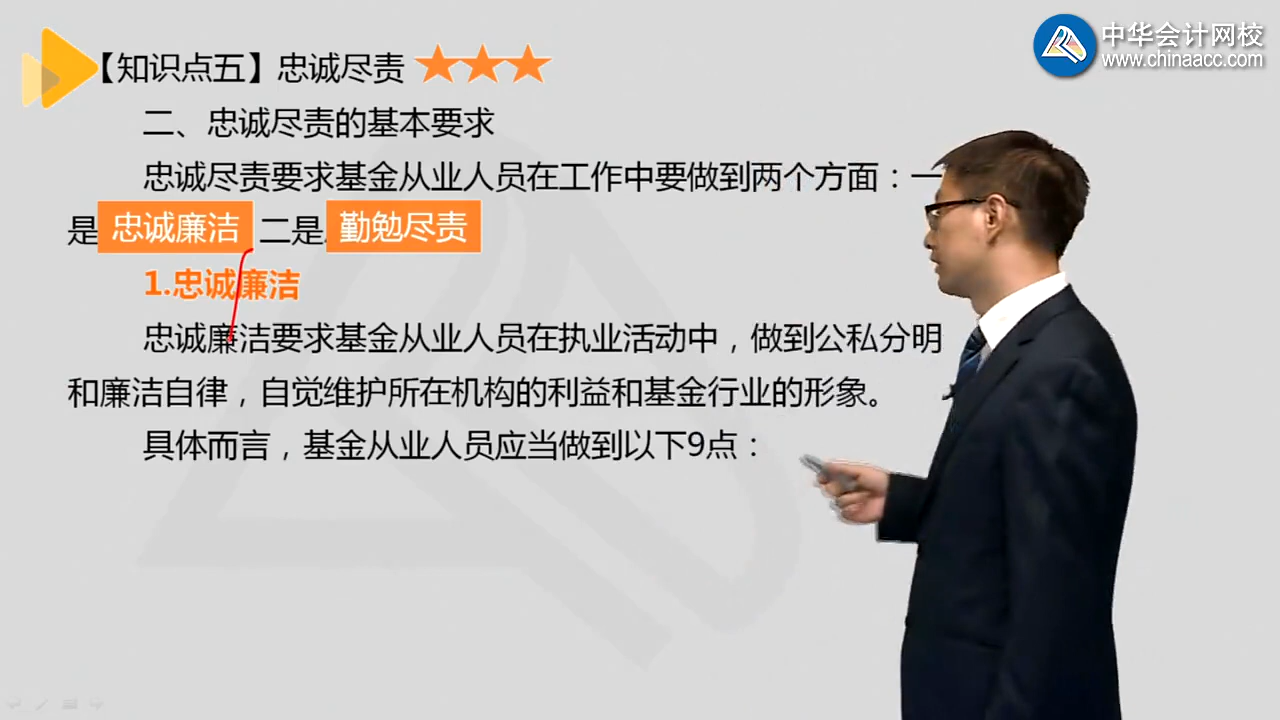 中华会计网校
www.chinaacc.com
【知识点五】忠诚尽责★★★
二、忠诚尽责的基本要求
忠诚尽责要求基金从业人员在工作中要做到两个方面：一
是忠诚廉洁 二是 勤勉尽责
1.忠诚廉洁
忠诚廉洁要求基金从业人员在执业活动中，做到公私分明
和廉洁自律，自觉维护所在机构的利益和基金行业的形象。
具体而言，基金从业人员应当做到以下9点：